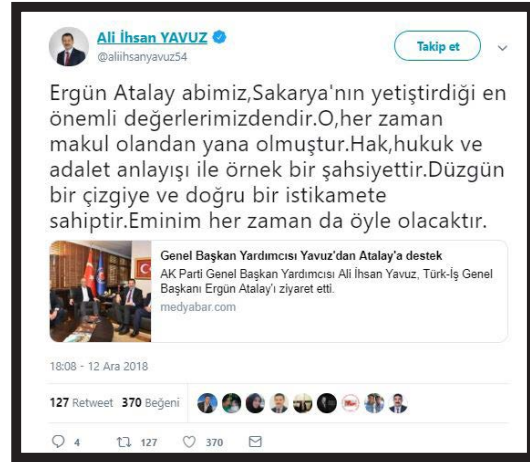 Ali İhsan YAVUZ
@aliihsanyavuz54
Takip et
Ergün Atalay abimiz,Sakarya'nın yetiştirdiği en
önemli değerlerimizdendir.O,her zaman
makul olandan yana olmuştur.Hak,hukuk ve
adalet anlayışı ile örnek bir şahsiyettir.Düzgün
bir çizgiye ve doğru bir istikamete
sahiptir.Eminim her zaman da öyle olacaktır.
Genel Başkan Yardımcısı Yavuz'dan Atalay'a destek
AK Parti Genel Başkan Yardımcısı Ali İhsan Yavuz, Türk-İş Genel
Başkanı Ergün Atalay'ı ziyaret etti.
medyabar.com
18:08 - 12 Ara 2018
127 Retweet 370 Beğeni
4 127 370